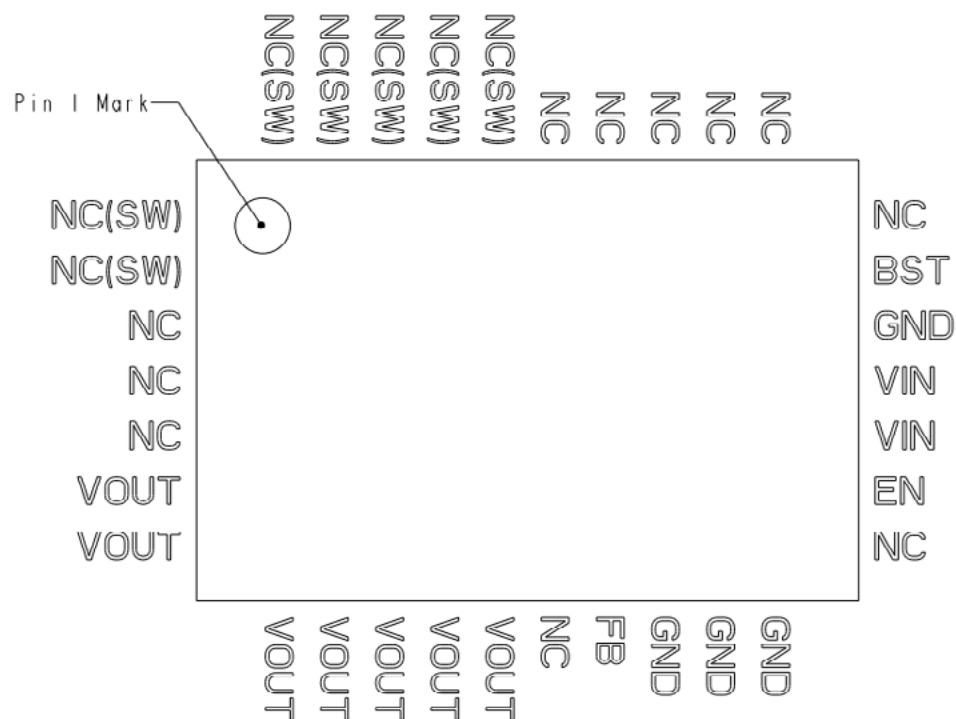 NC(SW) NC(SW) NC(SW) NC(SW) NC(SW) NC NC NC NC NC
Pin 1 Mark
NC(SW)
NC(SW)
NC
NC
NC
VOUT
VOUT
NC
BST
GND
VIN
VIN
EN
NC
VOUT VOUT VOUT VOUT VOUT NC FB GND GND GND